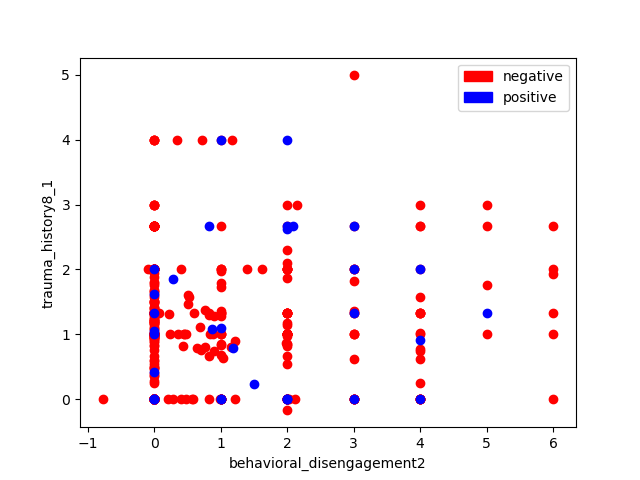 negative
positive
5
4
3
2
1
0
trauma_history8_1
−1 0 1 2 3 4 5 6
behavioral_disengagement2